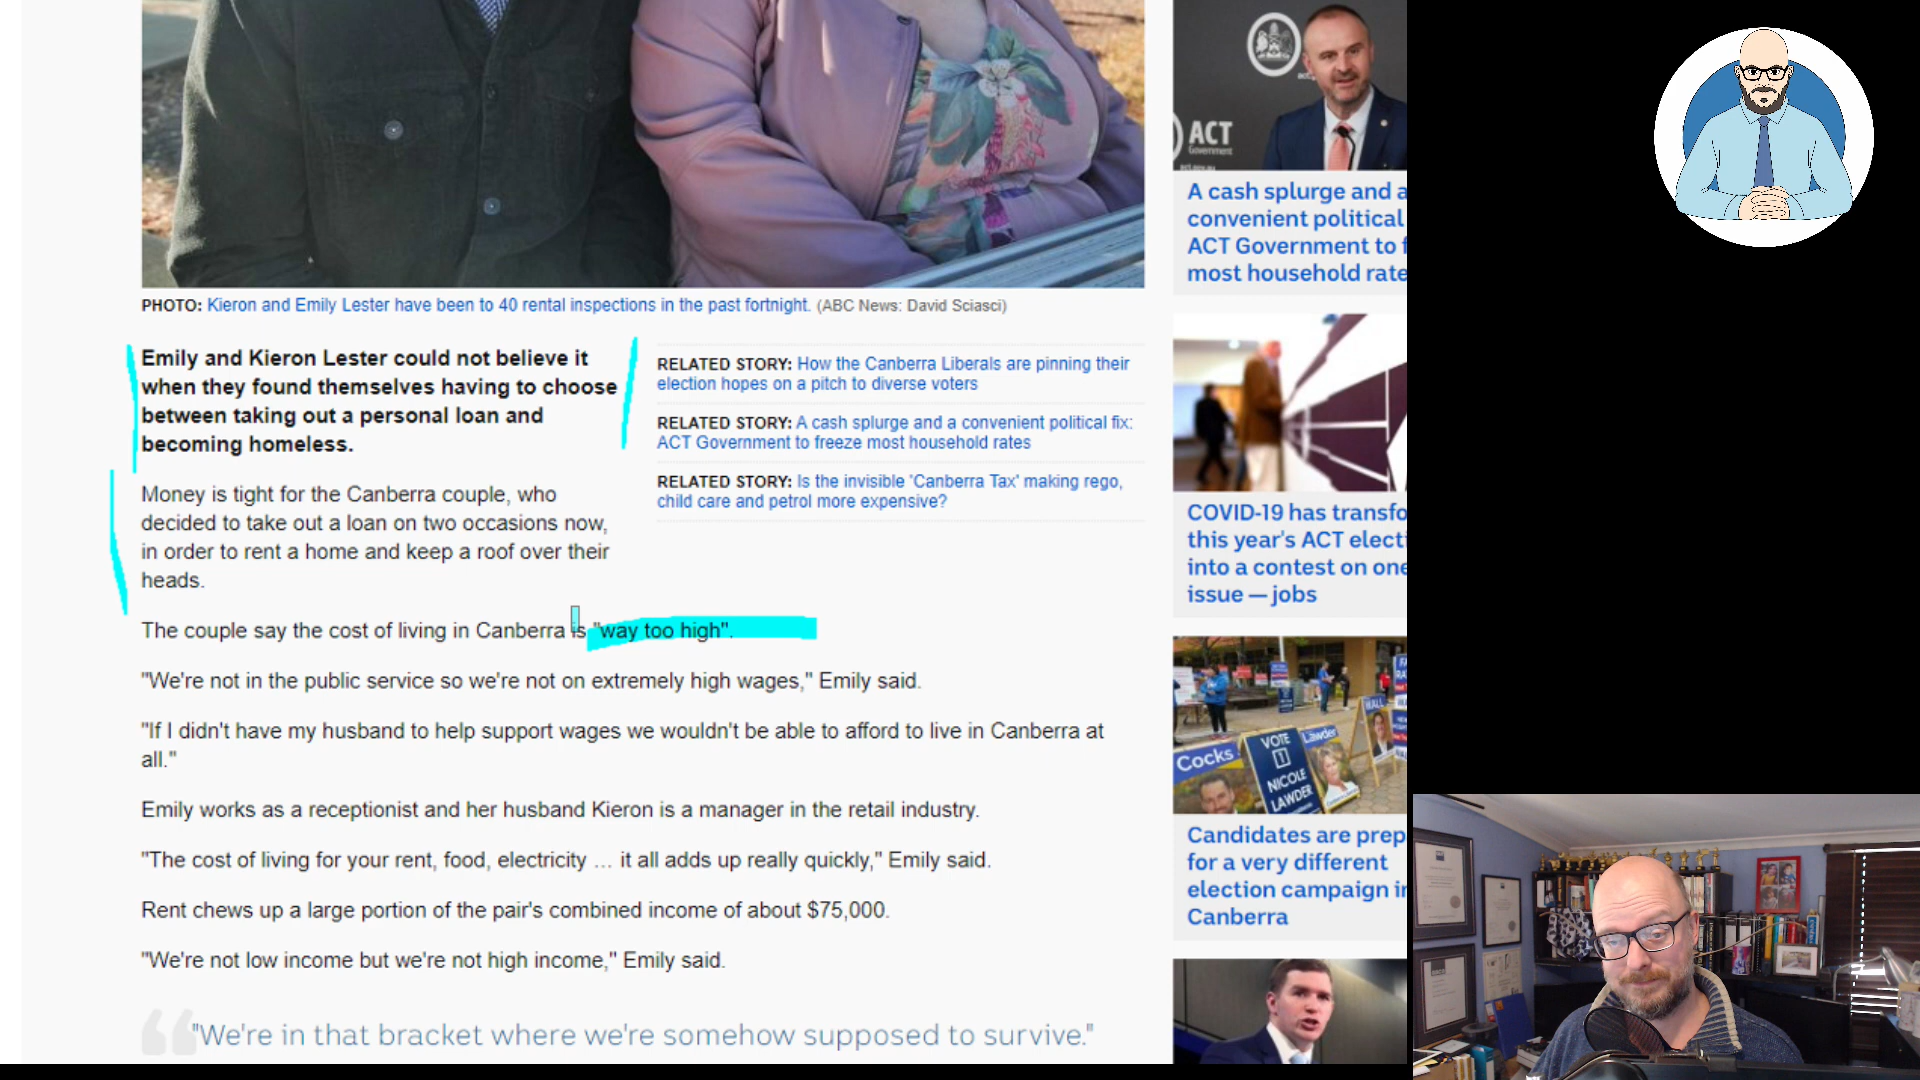 PHOTO: Kieron and Emily Lester have been to 40 rental inspections in the past fortnight. (ABC News: David Sciasci)
Emily and Kieron Lester could not believe it
when they found themselves having to choose
between taking out a personal loan and
becoming homeless.
Money is tight for the Canberra couple, who
decided to take out a loan on two occasions now,
in order to rent a home and keep a roof over their
heads.
The couple say the cost of living in Canberra is "way too high".
"We're not in the public service so we're not on extremely high wages," Emily said.
"If I didn't have my husband to help support wages we wouldn't be able to afford to live in Canberra at
all."
Emily works as a receptionist and her husband Kieron is a manager in the retail industry.
"The cost of living for your rent, food, electricity ... it all adds up really quickly," Emily said.
Rent chews up a large portion of the pair's combined income of about $75,000.
"We're not low income but we're not high income," Emily said.
"We're in that bracket where we're somehow supposed to survive."
RELATED STORY: How the Canberra Liberals are pinning their
election hopes on a pitch to diverse voters
RELATED STORY: A cash splurge and a convenient political fix:
ACT Government to freeze most household rates
RELATED STORY: Is the invisible 'Canberra Tax' making rego,
child care and petrol more expensive?
ACT
Government
A cash splurge and a
convenient political
ACT Government to f
most household rate
COVID-19 has transfo
this year's ACT electi
into a contest on one
issue — jobs
Cocks
VOTE
1
NICOLE
LAWDER
Lawder
Candidates are prep
for a very different
election campaign in
Canberra